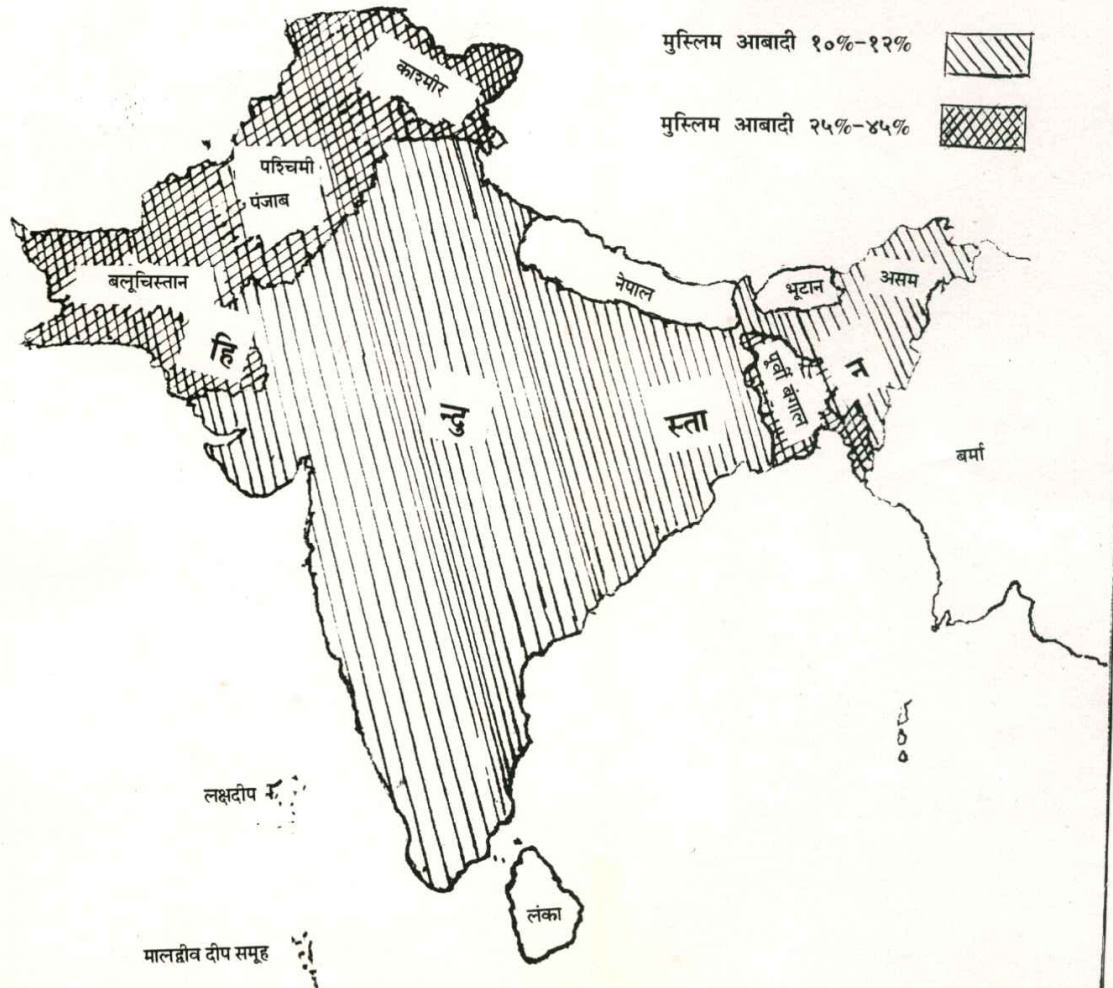 मुस्लिम आबादी १०%-१२%
मुस्लिम आबादी २५%-४५%
काश्मीर
पश्चिमी
पंजाब
बलूचिस्तान
नेपाल
भूटान
असम
हि
न्दु
स्ता
न
पूर्वी बंगाल
बर्मा
लक्षदीप
लंका
मालद्वीव दीप समूह